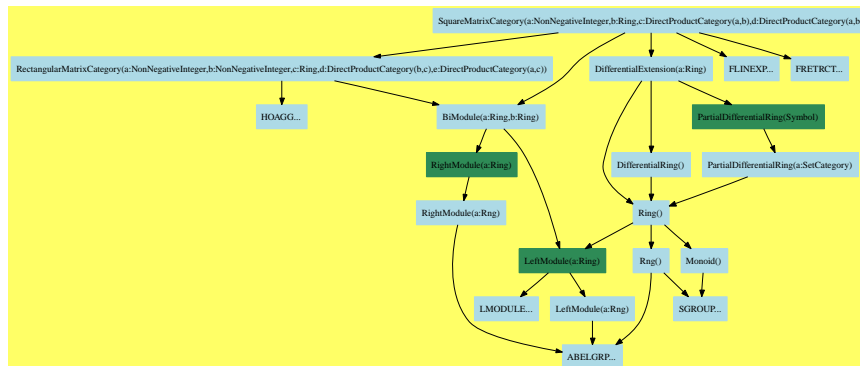 SquareMatrixCategory(a:NonNegativeInteger,b:Ring,c:DirectProductCategory(a,b),d:DirectProductCategory(a,b
RectangularMatrixCategory(a:NonNegativeInteger,b:NonNegativeInteger,c:Ring,d:DirectProductCategory(b,c),e:DirectProductCategory(a,c))
DifferentialExtension(a:Ring)
FLINEXP...
FRETRCT...
HOAGG...
BiModule(a:Ring,b:Ring)
PartialDifferentialRing(Symbol)
RightModule(a:Ring)
DifferentialRing()
PartialDifferentialRing(a:SetCategory)
RightModule(a:Rng)
Ring()
LeftModule(a:Ring)
Rng()
Monoid()
LMODULE...
LeftModule(a:Rng)
SGROUP...
ABELGRP...